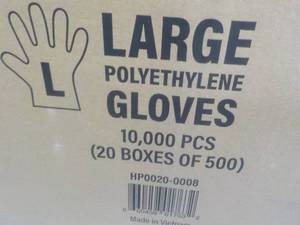 LARGE
L
POLYETHYLENE
GLOVES
10,000 PCS
(20 BOXES OF 500)
HP0020-0008
Made in Vietnam